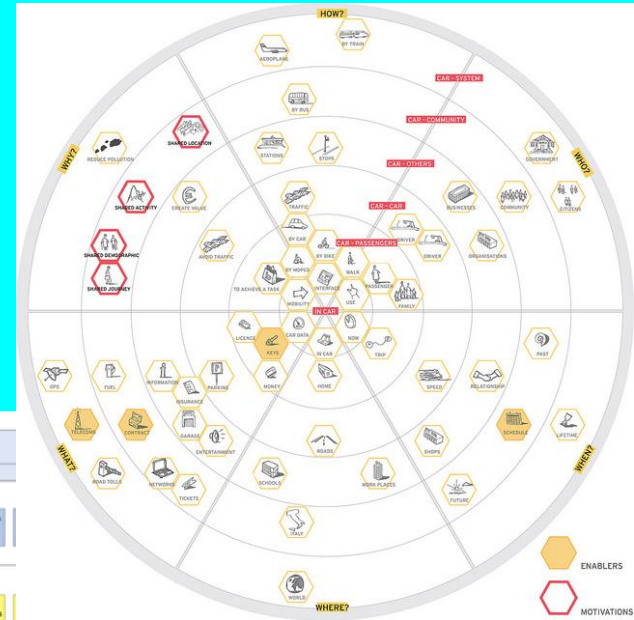 HOW?
BY TRAIN
AEROPLANE
CAR - SYSTEM
BY BUS
CAR - COMMUNITY
SHARED LOCATION
WHY?
REDUCE POLLUTION
STATIONS
STOPS
GOVERNMENT
WHO?
CAR - OTHERS
SHARED ACTIVITY
CREATE VALUE
TRAFFIC
BUSINESSES
COMMUNITY
CITIZENS
CAR - CAR
BY CAR
DRIVER
SHARED DEMOGRAPHIC
AVOID TRAFFIC
BY BIKE
CAR - PASSENGERS
DRIVER
ORGANISATIONS
BY MOPED
WALK
SHARED JOURNEY
TO ACHIEVE A TASK
INTERFACE
PASSENGER
MOBILITY
USE
FAMILY
IN CAR
LICENCE
CAR DATA
NOW
KEYS
IN CAR
TRIP
PAST
GPS
FUEL
INFORMATION
PARKING
MONEY
HOME
SPEED
RELATIONSHIP
INSURANCE
TELECOMS
CONTRACT
GARAGE
SCHEDULE
LIFETIME
ENTERTAINMENT
ROADS
SHOPS
WHAT?
WHEN?
ROAD TOLLS
NETWORKS
TICKETS
SCHOOLS
WORK PLACES
FUTURE
ITALY
WORLD
WHERE?
ENABLERS
MOTIVATIONS